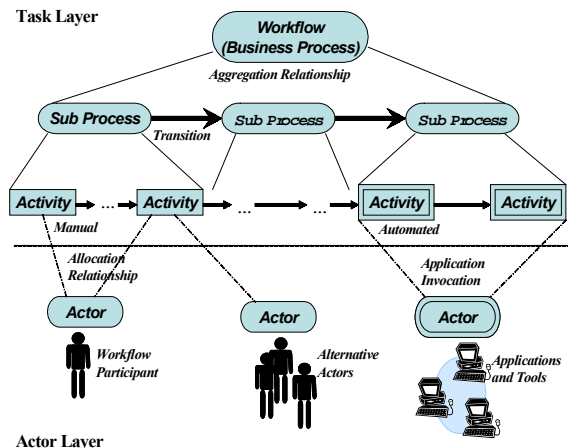 Task Layer
Workflow
(Business Process)
Aggregation Relationship
Sub Process
Transition
Sub Process
Sub Process
Activity
...
Activity
...
...
Activity
Activity
Manual
Automated
Allocation
Relationship
Application
Invocation
Actor
Actor
Actor
Workflow
Participant
Alternative
Actors
Applications
and Tools
Actor Layer